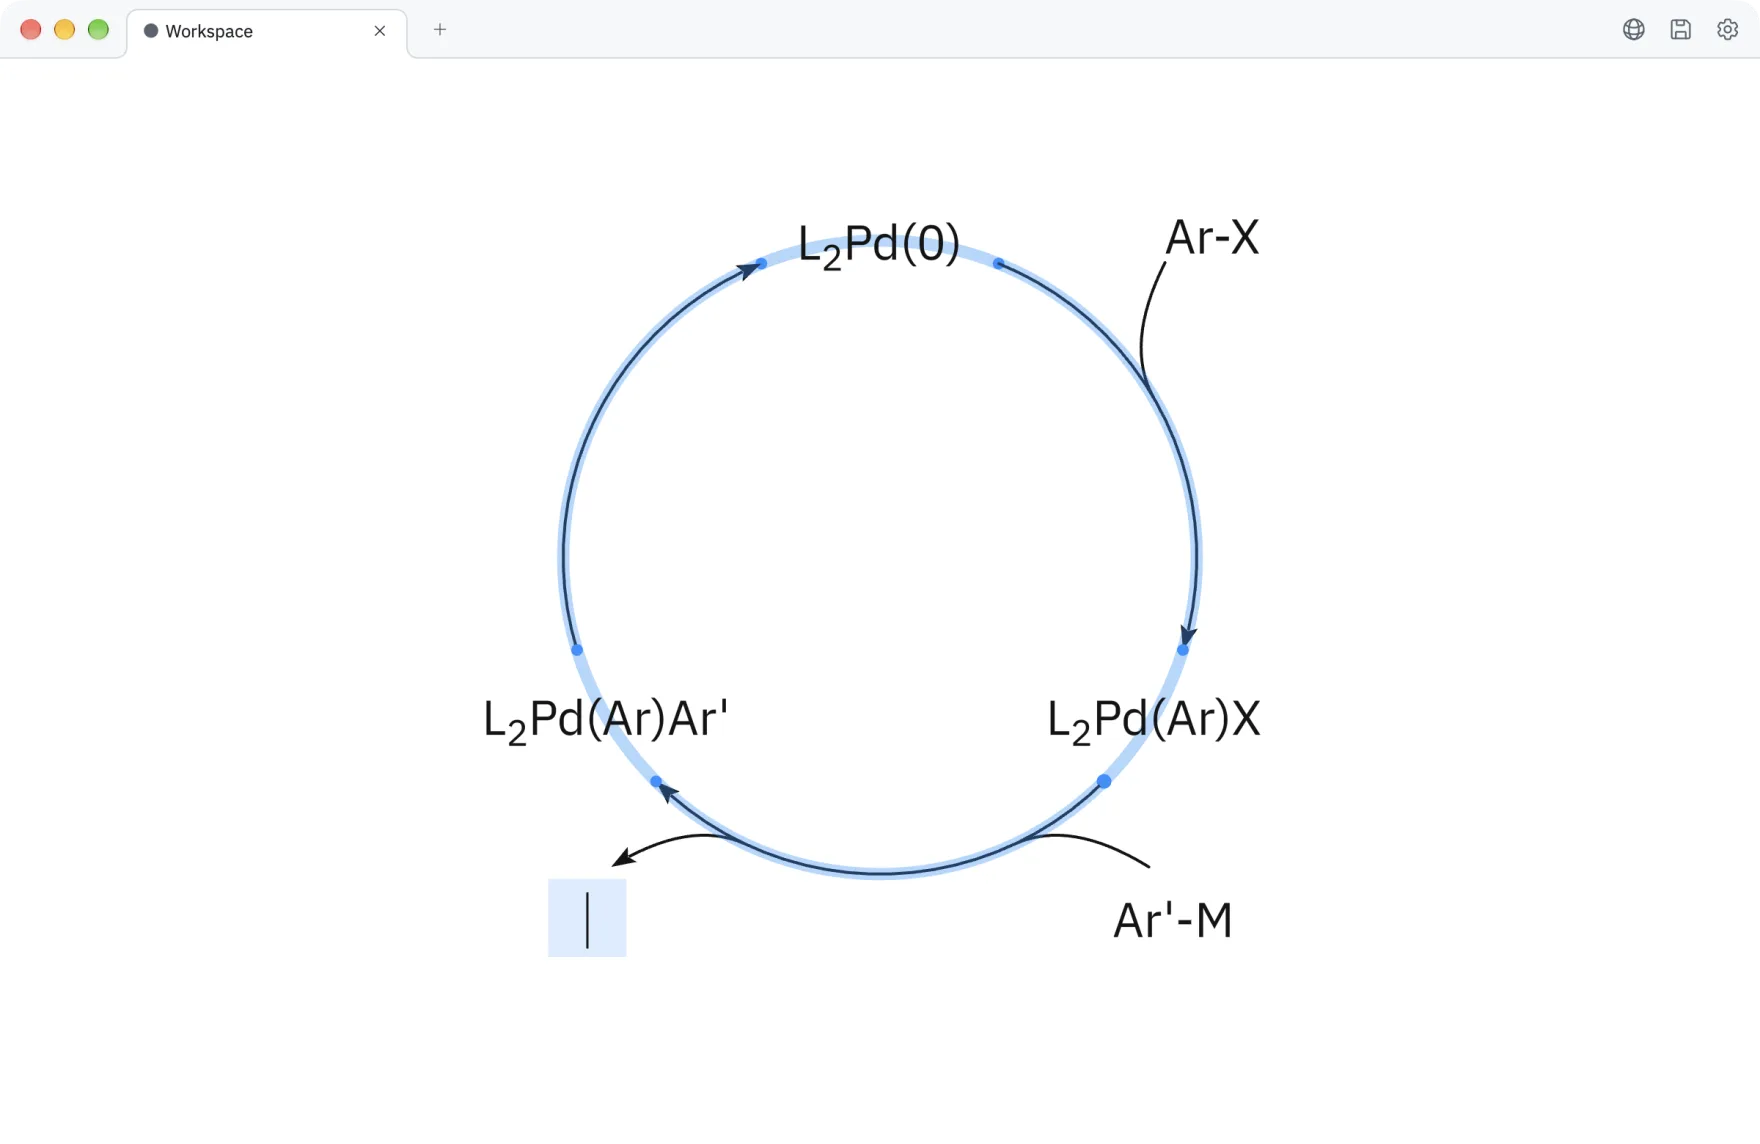 Workspace
L₂Pd(0)
Ar-X
L₂Pd(Ar)Ar'
L₂Pd(Ar)X
Ar'-M